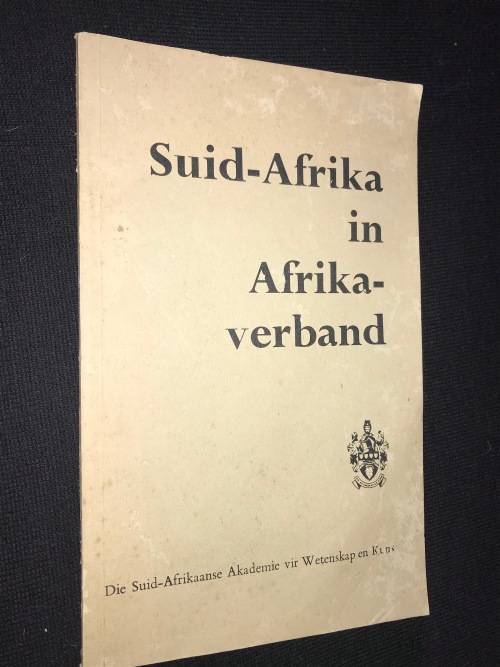 Suid-Afrika
in
Afrika-
verband
Die Suid-Afrikaanse Akademie vir Wetenskap en Kuns